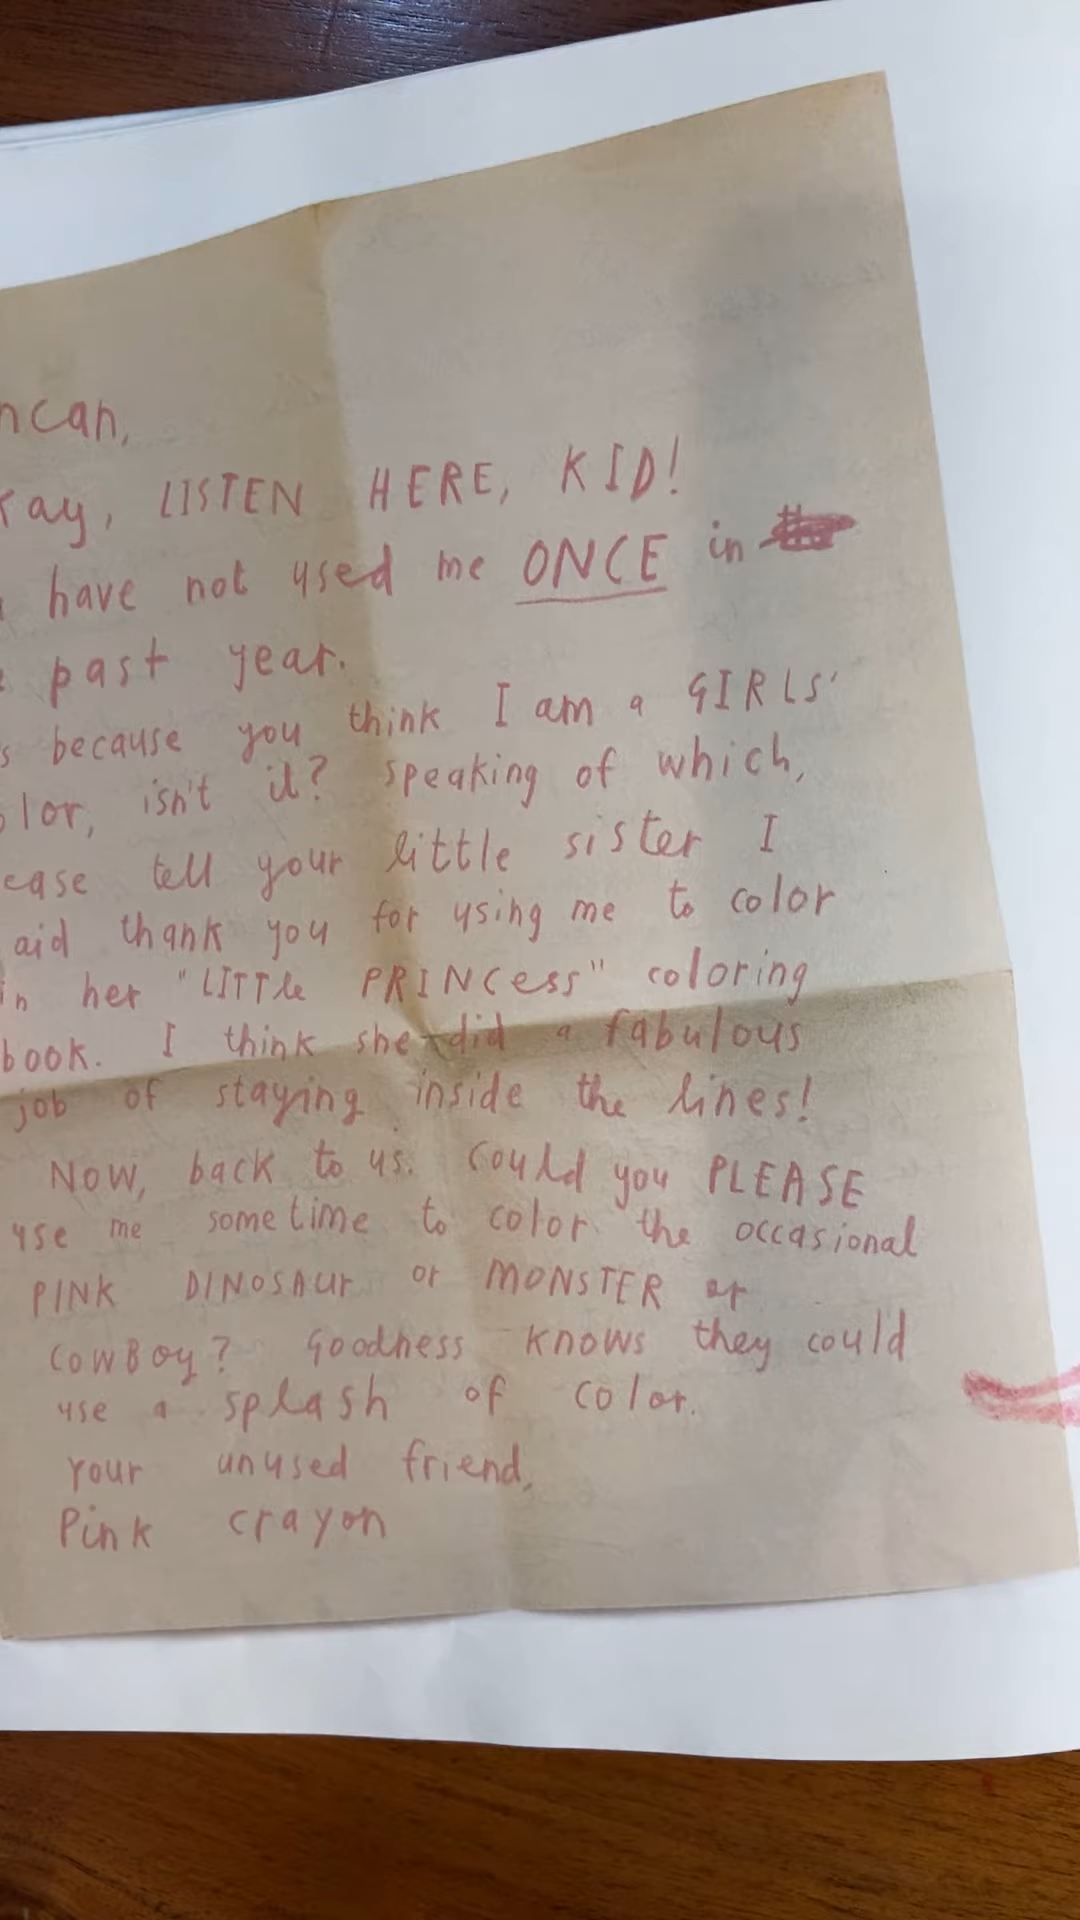 ncan,
kay, LISTEN HERE, KID!
have not used me ONCE in
past year.
s because you think I am a GIRLS'
lor, isn't it? Speaking of which,
ease tell your little sister I
aid thank you for using me to color
in her "LITTle PRINCess" coloring
book. I think she did a fabulous
job of staying inside the lines!
NOW, back to us. Could you PLEASE
use me sometime to color the occasional
PINK DINOSAUr or MONSTER or
COWBOy? Goodness knows they could
use a splash of color.
Your unused friend,
Pink crayon